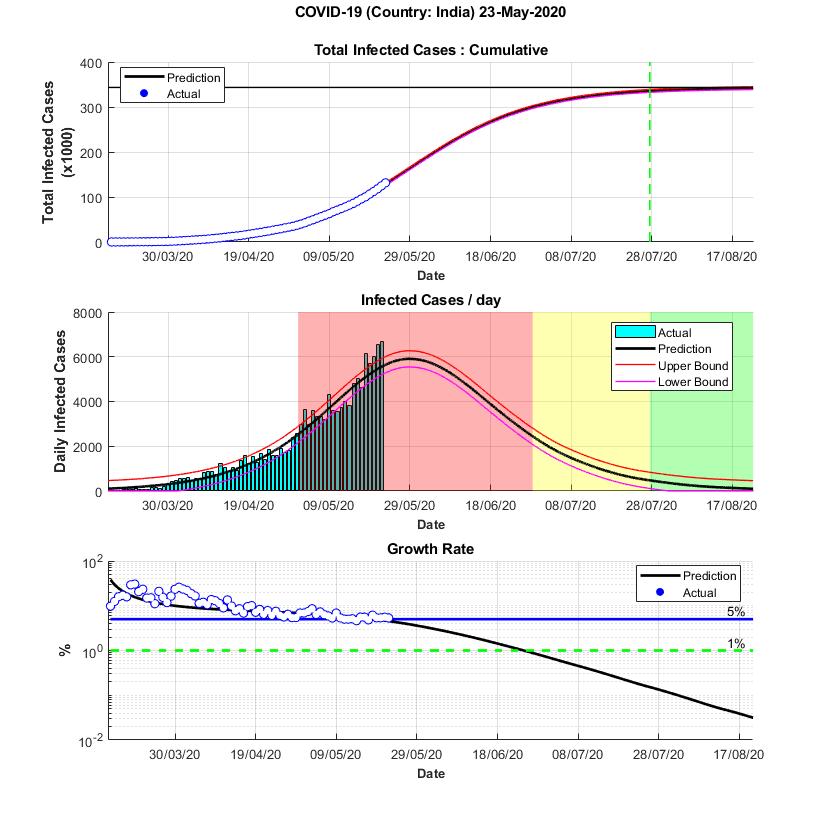 COVID-19 (Country: India) 23-May-2020
Total Infected Cases : Cumulative
Total Infected Cases
(x1000)
400
300
200
100
0
Prediction
Actual
30/03/20 19/04/20 09/05/20 29/05/20 18/06/20 08/07/20 28/07/20 17/08/20
Date
Infected Cases / day
Daily Infected Cases
8000
6000
4000
2000
0
Actual
Prediction
Upper Bound
Lower Bound
30/03/20 19/04/20 09/05/20 29/05/20 18/06/20 08/07/20 28/07/20 17/08/20
Date
Growth Rate
%
10^2
10^0
10^-2
Prediction
Actual
5%
1%
30/03/20 19/04/20 09/05/20 29/05/20 18/06/20 08/07/20 28/07/20 17/08/20
Date